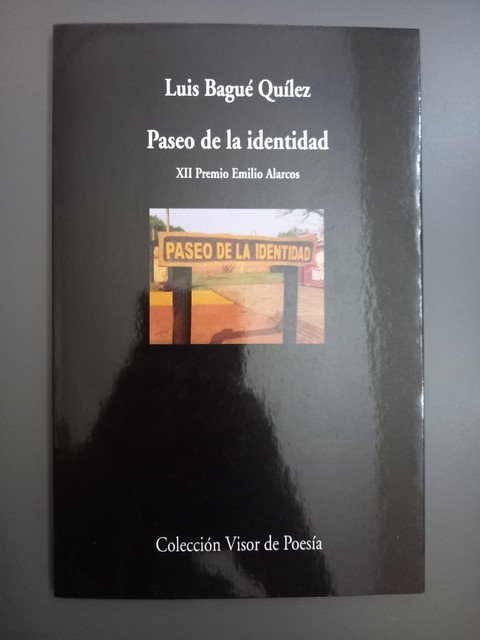 Luis Bagué Quílez
Paseo de la identidad
XII Premio Emilio Alarcos
PASEO DE LA IDENTIDAD
Colección Visor de Poesía